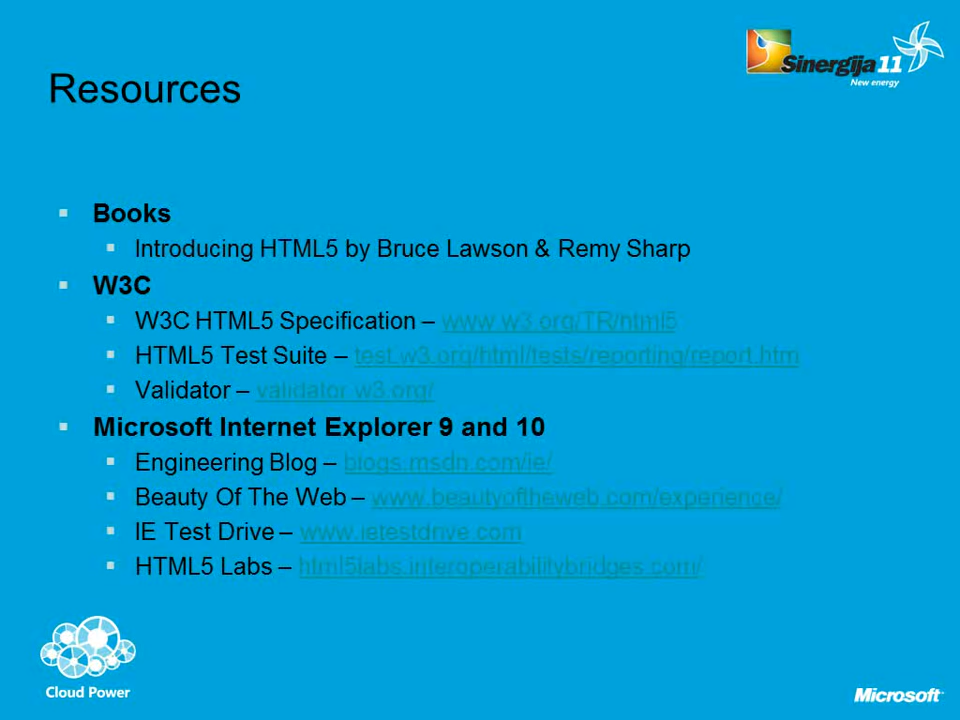 Sinergija 11
New energy
Resources
Books
Introducing HTML5 by Bruce Lawson & Remy Sharp
W3C
W3C HTML5 Specification – www.w3.org/TR/html5
HTML5 Test Suite – test.w3.org/html/tests/reporting/report.htm
Validator – validator.w3.org/
Microsoft Internet Explorer 9 and 10
Engineering Blog – blogs.msdn.com/ie/
Beauty Of The Web – www.beautyoftheweb.com/experience/
IE Test Drive – www.ietestdrive.com
HTML5 Labs – html5labs.interoperabilitybridges.com/
Cloud Power
Microsoft